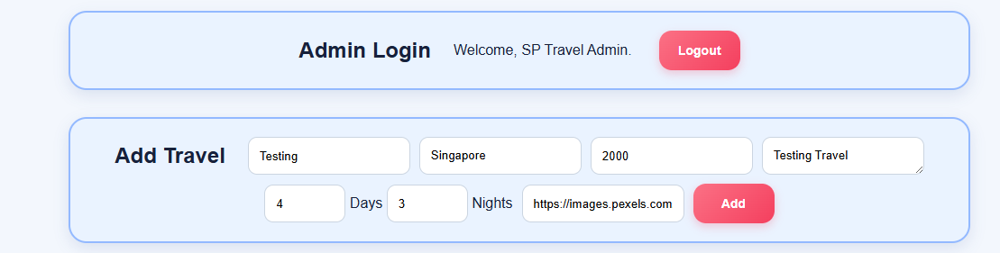 Admin Login Welcome, SP Travel Admin. Logout
Add Travel Testing Singapore 2000 Testing Travel
4 Days 3 Nights https://images.pexels.com Add